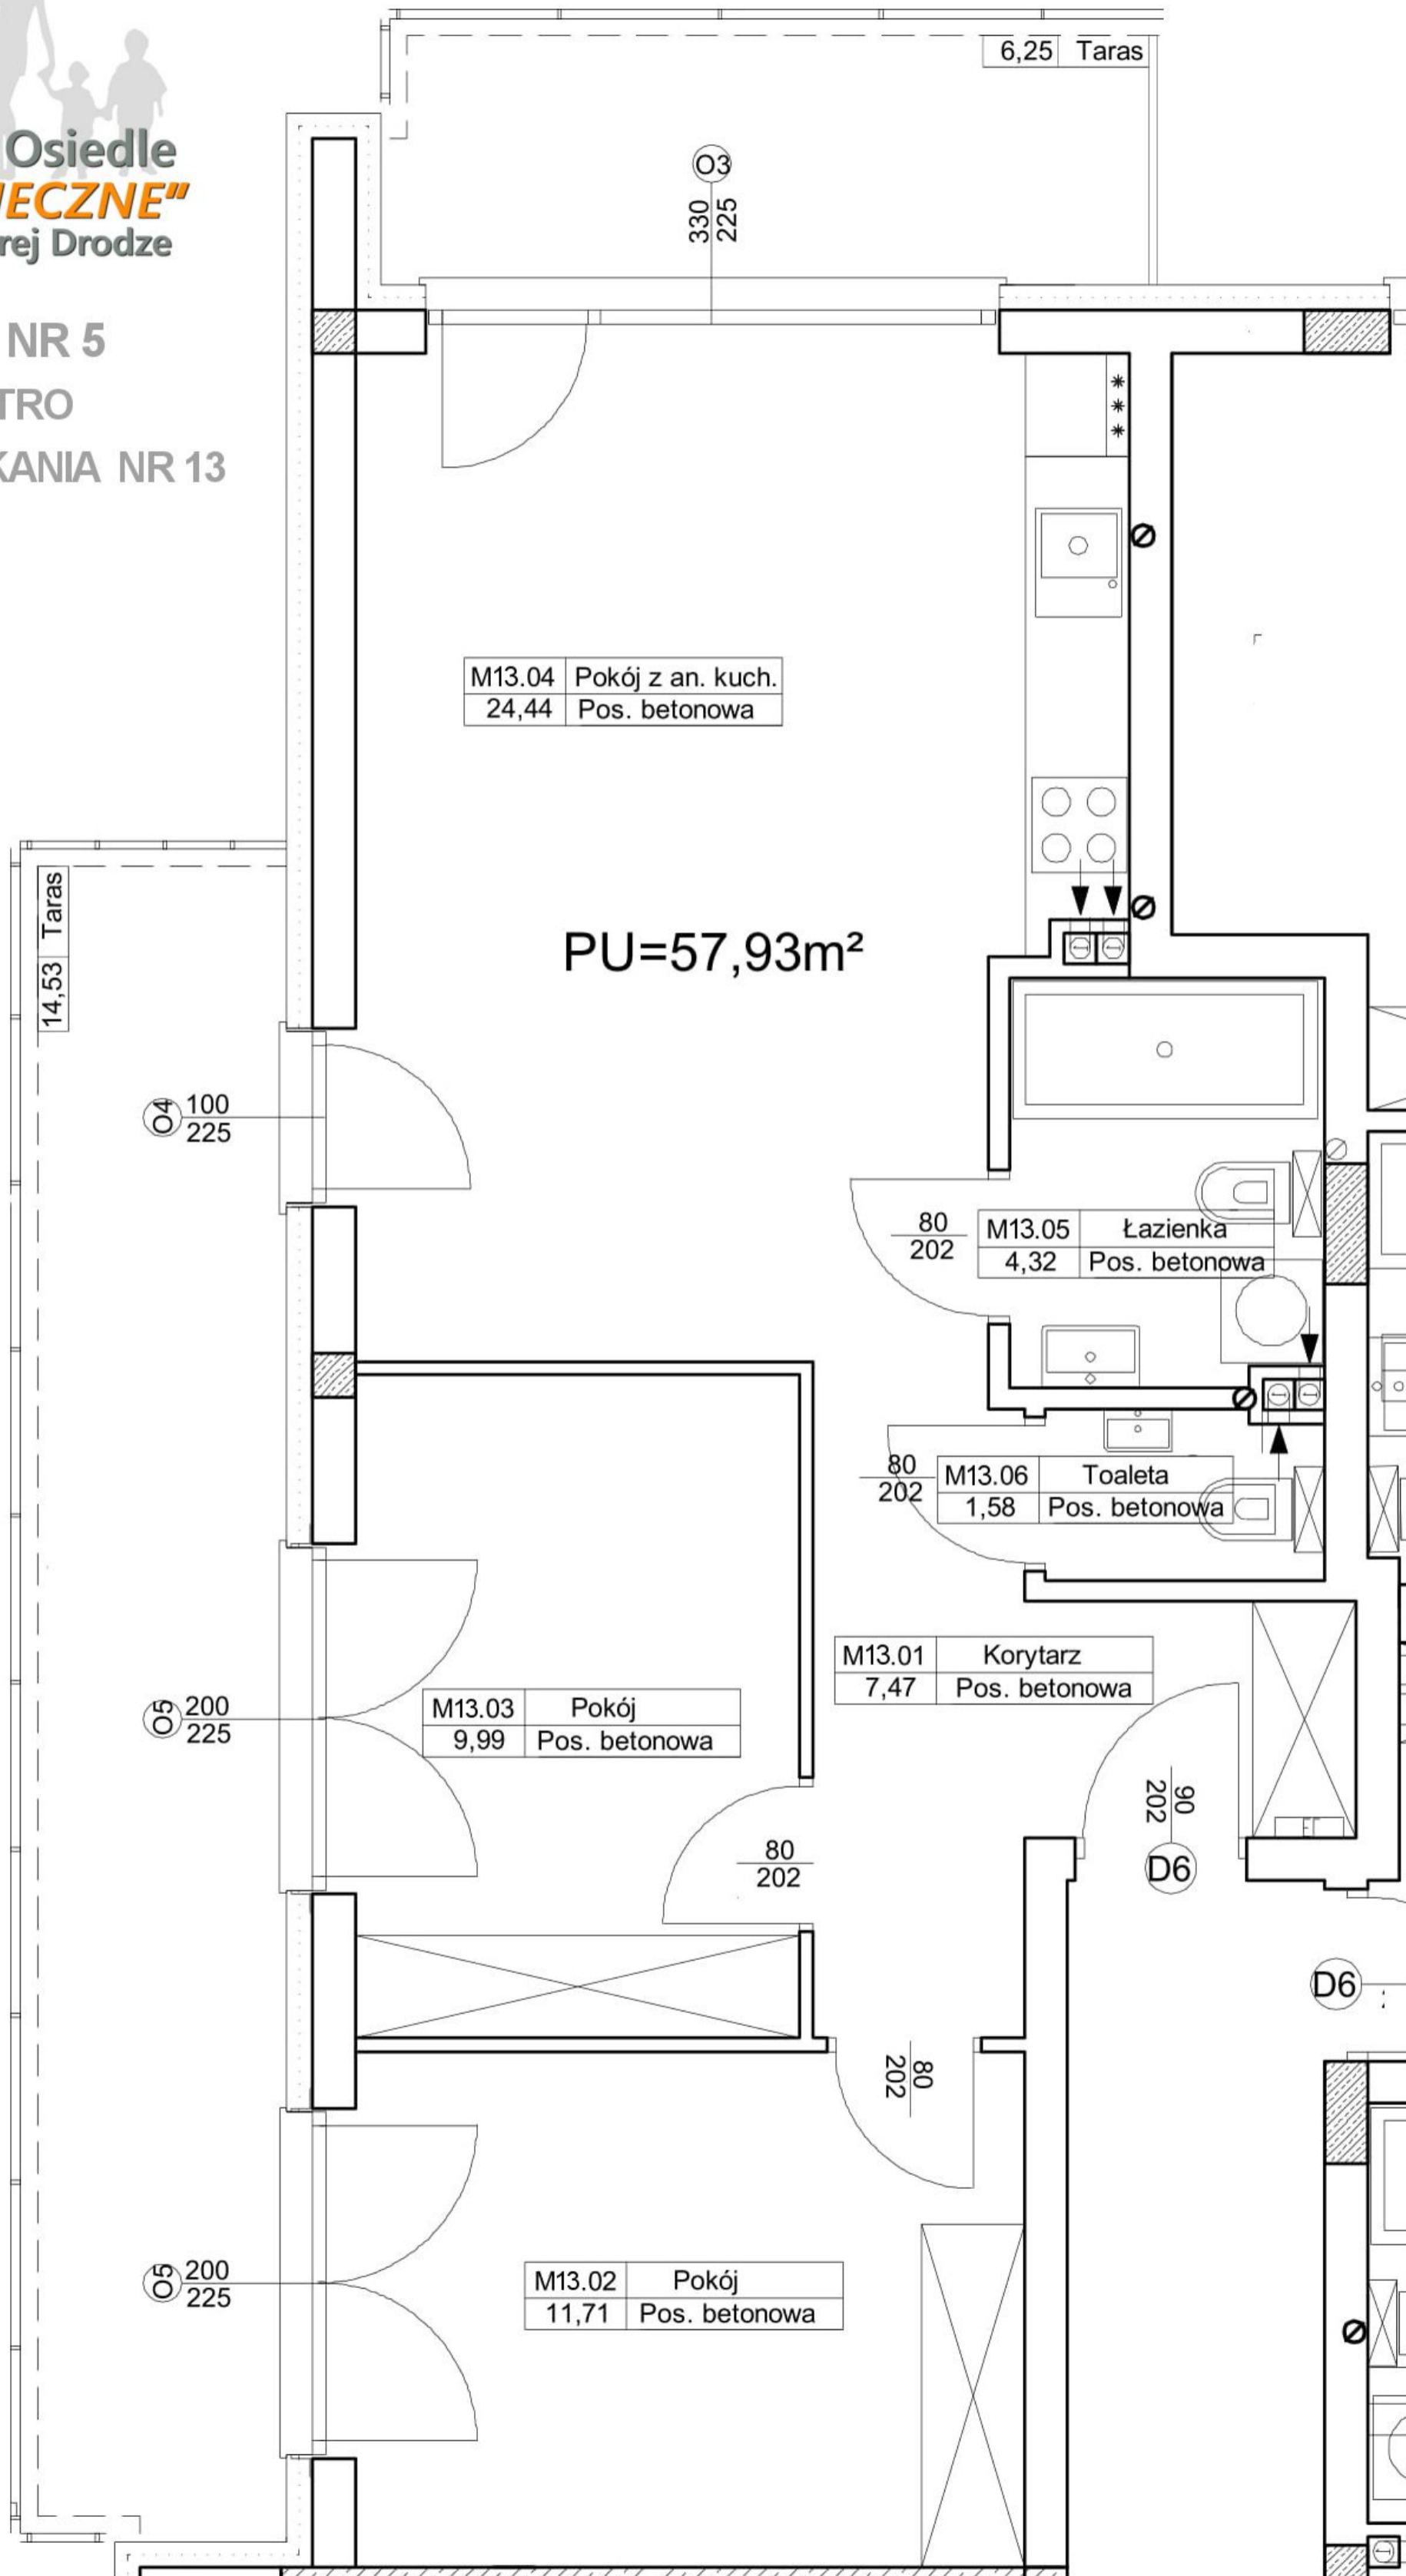 6,25 Taras
Osiedle
IECZNE"
rej Drodze
O3
330
225
NR 5
TRO
KANIA NR 13
***
M13.04 Pokój z an. kuch.
24,44 Pos. betonowa
14,53 Taras
PU=57,93m²
O4 100
225
80
202
M13.05 Łazienka
4,32 Pos. betonowa
80
202
M13.06 Toaleta
1,58 Pos. betonowa
M13.01 Korytarz
7,47 Pos. betonowa
O5 200
225
M13.03 Pokój
9,99 Pos. betonowa
90
202
D6
80
202
D6
80
202
O5 200
225
M13.02 Pokój
11,71 Pos. betonowa